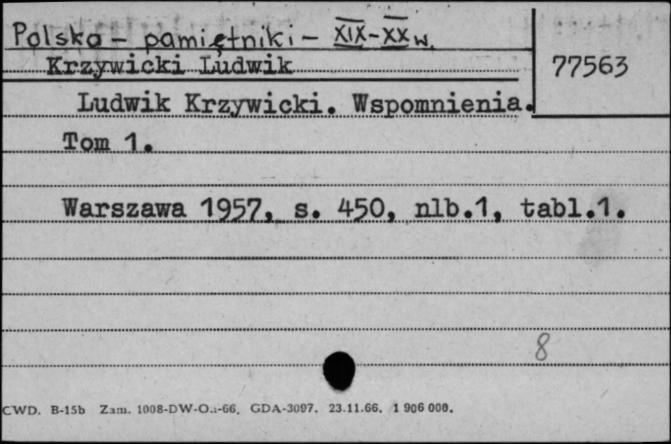 Polska – pamiętniki – XIX–XX w.
Krzywicki Ludwik
77563
Ludwik Krzywicki. Wspomnienia.
Tom 1.
Warszawa 1957, s. 450, nlb.1, tabl.1.
8
CWD. B-15b Zam. 1008-DW-Og-66. GDA-3097. 23.11.66. 1 906 000.